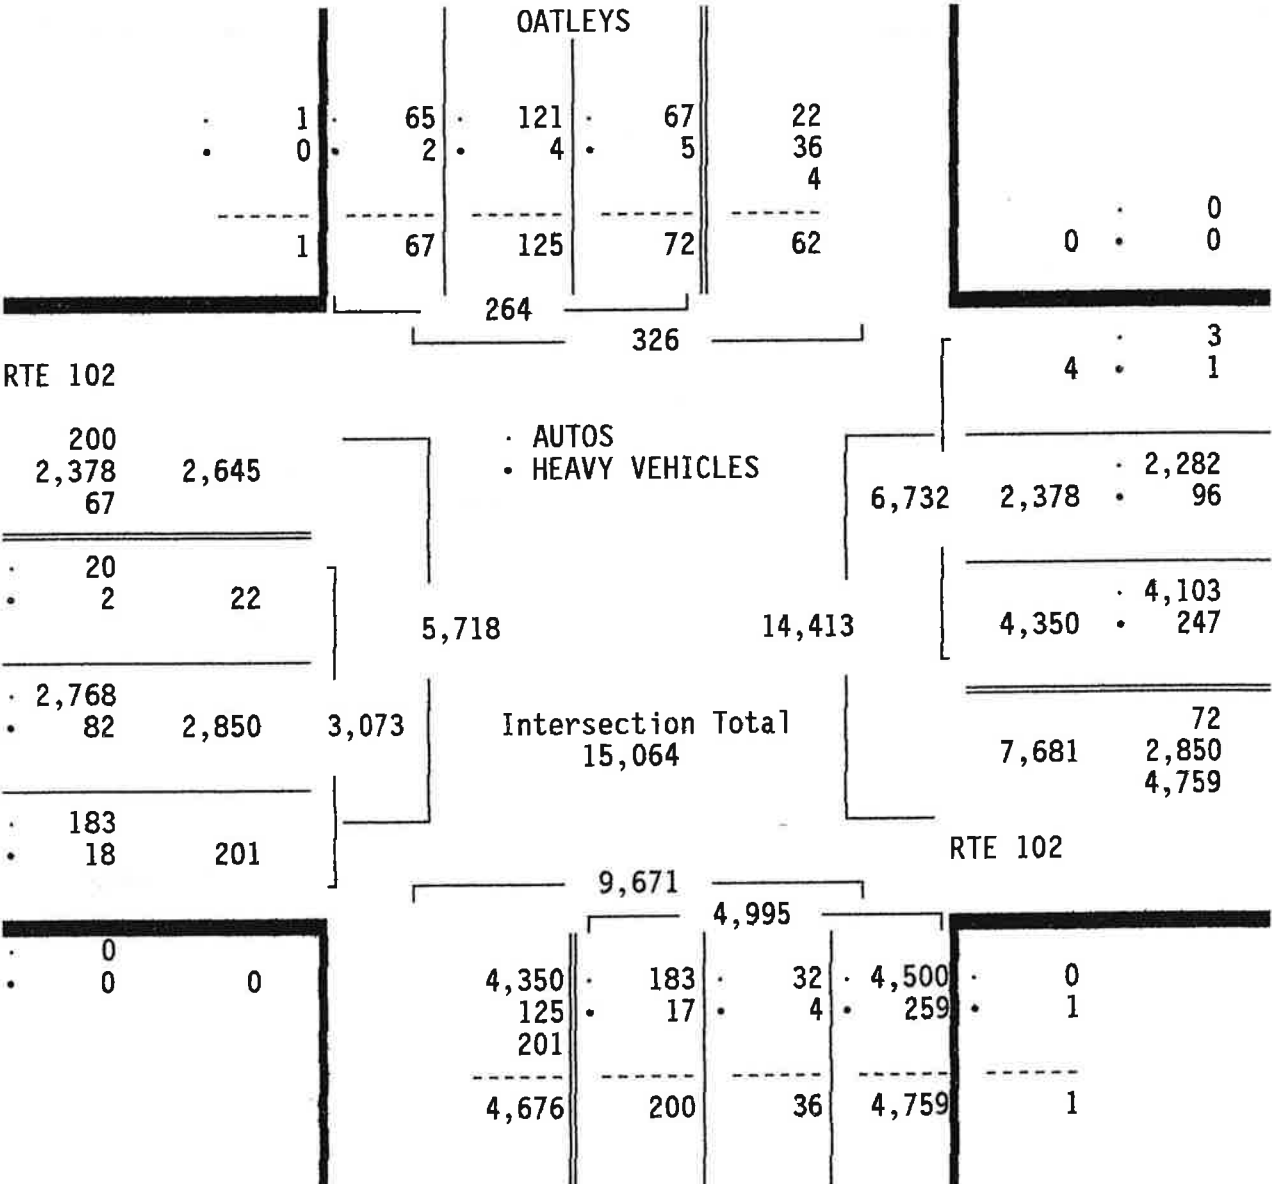 OATLEYS
· 1 · 65 · 121 · 67 22
• 0 • 2 • 4 • 5 36
4
1 67 125 72 62
· 0
0 • 0
264
326
· 3
4 • 1
RTE 102
200
2,378 2,645
67
· AUTOS
• HEAVY VEHICLES
· 2,282
6,732 2,378 • 96
· 20
• 2 22
· 4,103
4,350 • 247
5,718 14,413
· 2,768
• 82 2,850 3,073
Intersection Total
15,064
72
7,681 2,850
4,759
· 183
• 18 201
RTE 102
9,671
4,995
· 0
• 0 0
4,350 · 183 · 32 · 4,500 · 0
125 • 17 • 4 • 259 • 1
201
4,676 200 36 4,759 1